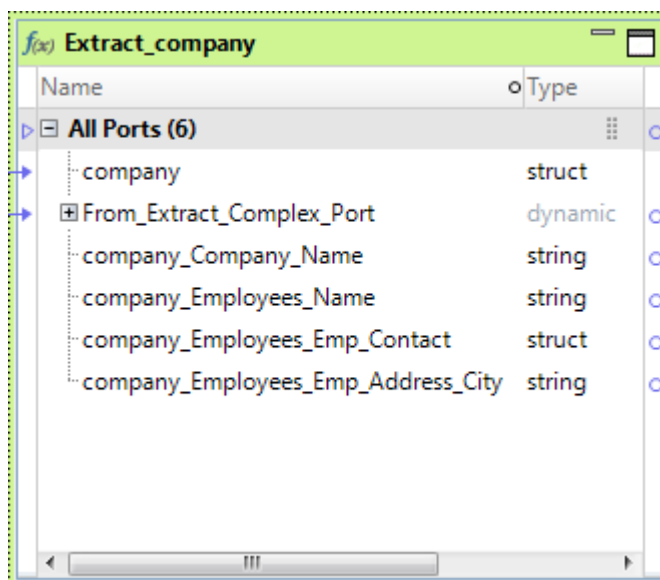 f(x) Extract_company
Name Type
All Ports (6)
company struct
From_Extract_Complex_Port dynamic
company_Company_Name string
company_Employees_Name string
company_Employees_Emp_Contact struct
company_Employees_Emp_Address_City string